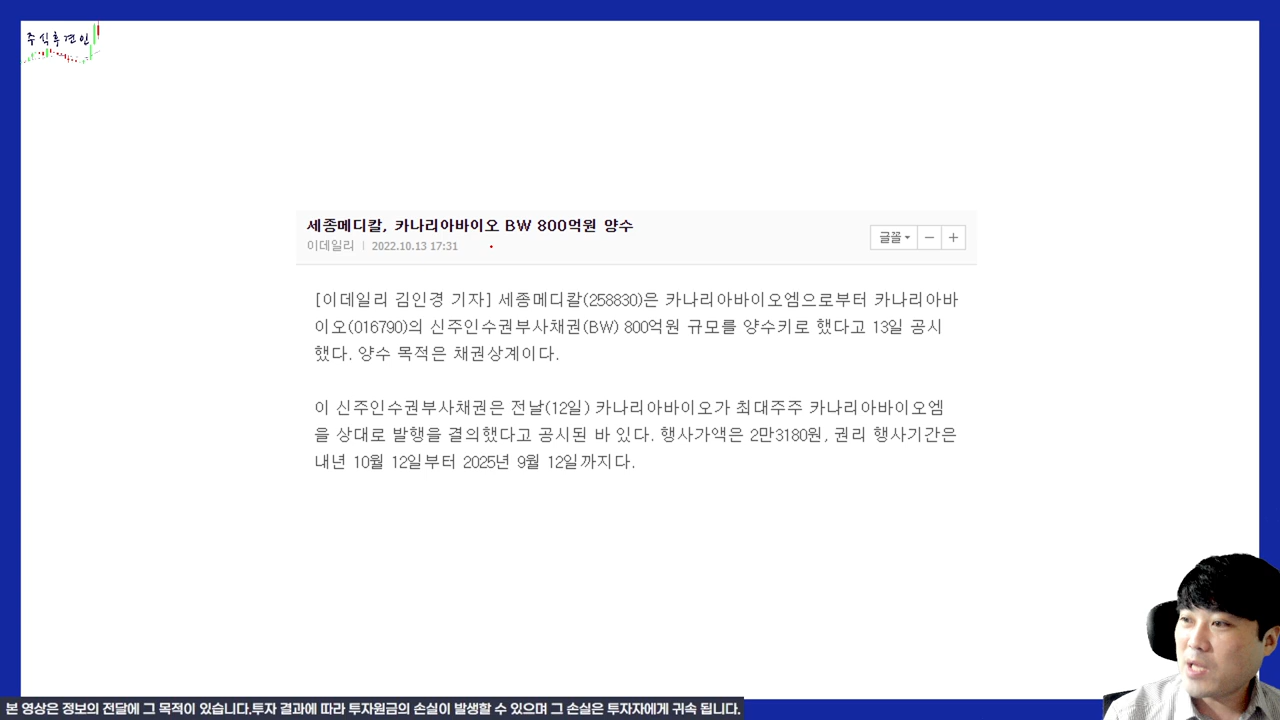 주식후견인
세종메디칼, 카나리아바이오 BW 800억원 양수
이데일리 | 2022.10.13 17:31
글꼴 - +
[이데일리 김인경 기자] 세종메디칼(258830)은 카나리아바이오엠으로부터 카나리아바
이오(016790)의 신주인수권부사채권(BW) 800억원 규모를 양수키로 했다고 13일 공시
했다. 양수 목적은 채권상계이다.
이 신주인수권부사채권은 전날(12일) 카나리아바이오가 최대주주 카나리아바이오엠
을 상대로 발행을 결의했다고 공시된 바 있다. 행사가액은 2만3180원, 권리 행사기간은
내년 10월 12일부터 2025년 9월 12일까지다.
본 영상은 정보의 전달에 그 목적이 있습니다.투자 결과에 따라 투자원금의 손실이 발생할 수 있으며 그 손실은 투자자에게 귀속 됩니다.